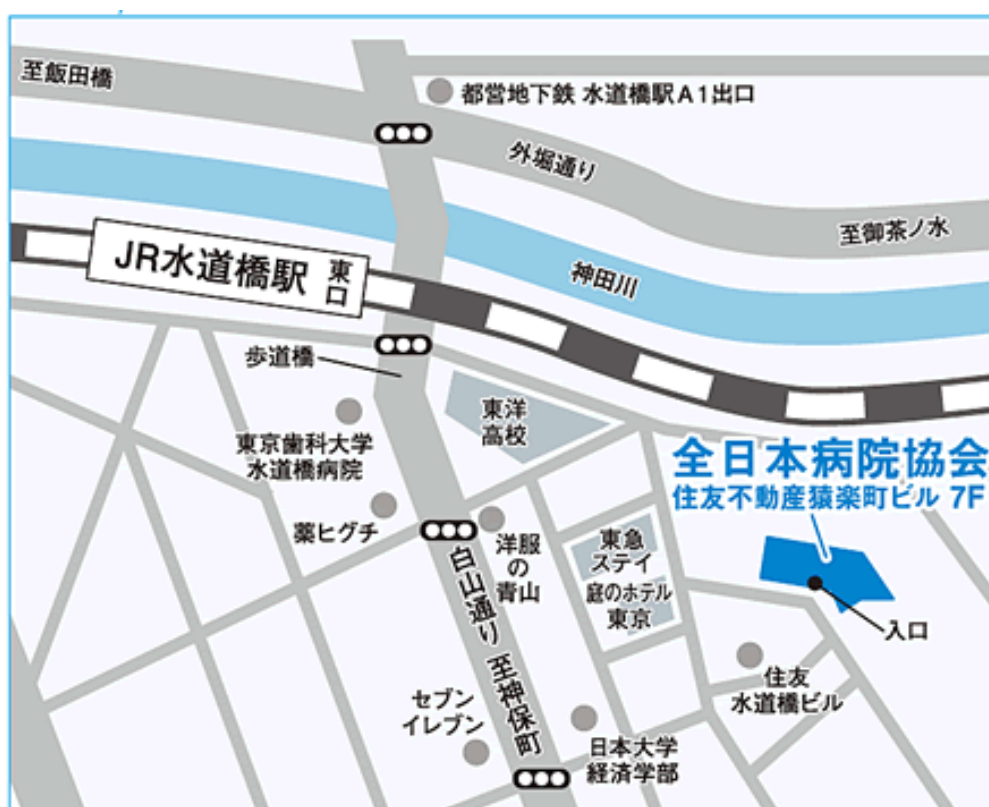 至飯田橋
都営地下鉄 水道橋駅A1出口
外堀通り
至御茶ノ水
神田川
JR水道橋駅 東口
歩道橋
東洋
高校
東京歯科大学
水道橋病院
全日本病院協会
住友不動産猿楽町ビル 7F
薬ヒグチ
洋服の青山
東急
ステイ
庭のホテル
東京
白山通り 至神保町
入口
住友
水道橋ビル
セブン
イレブン
日本大学
経済学部